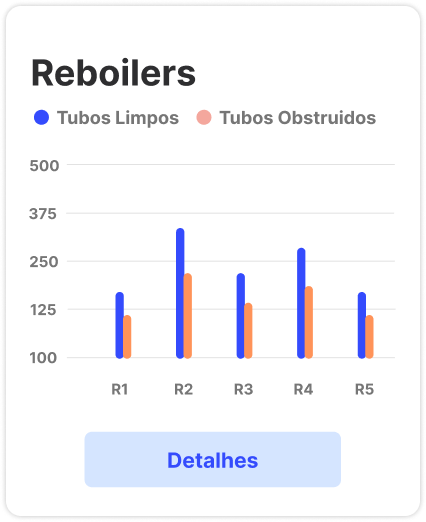 Reboilers
Tubos Limpos Tubos Obstruidos
500
375
250
125
100
R1 R2 R3 R4 R5
Detalhes